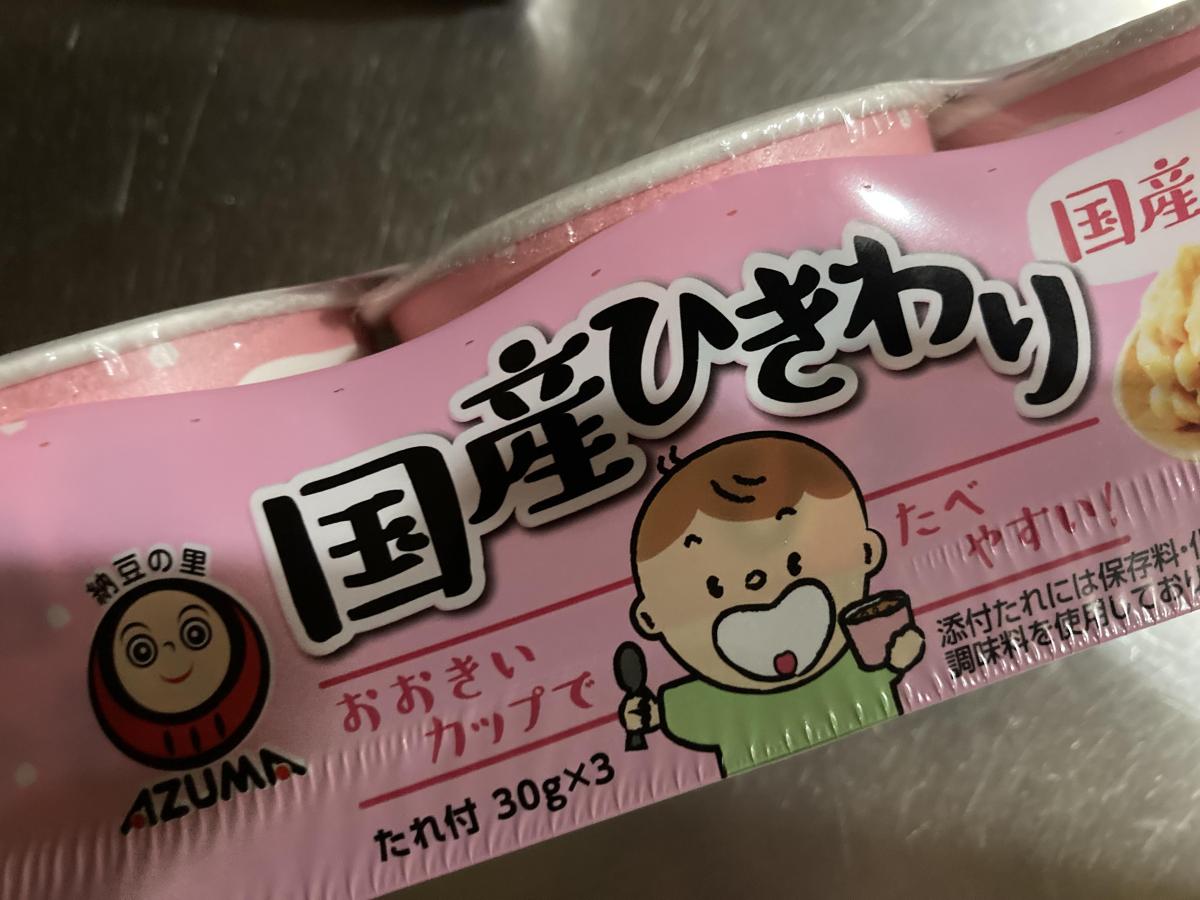 国産
国産ひきわり
納豆の里
AZUMA
おおきい
カップで
たべ
やすい!
たれ付 30g×3
添付たれには保存料・化
調味料を使用しており